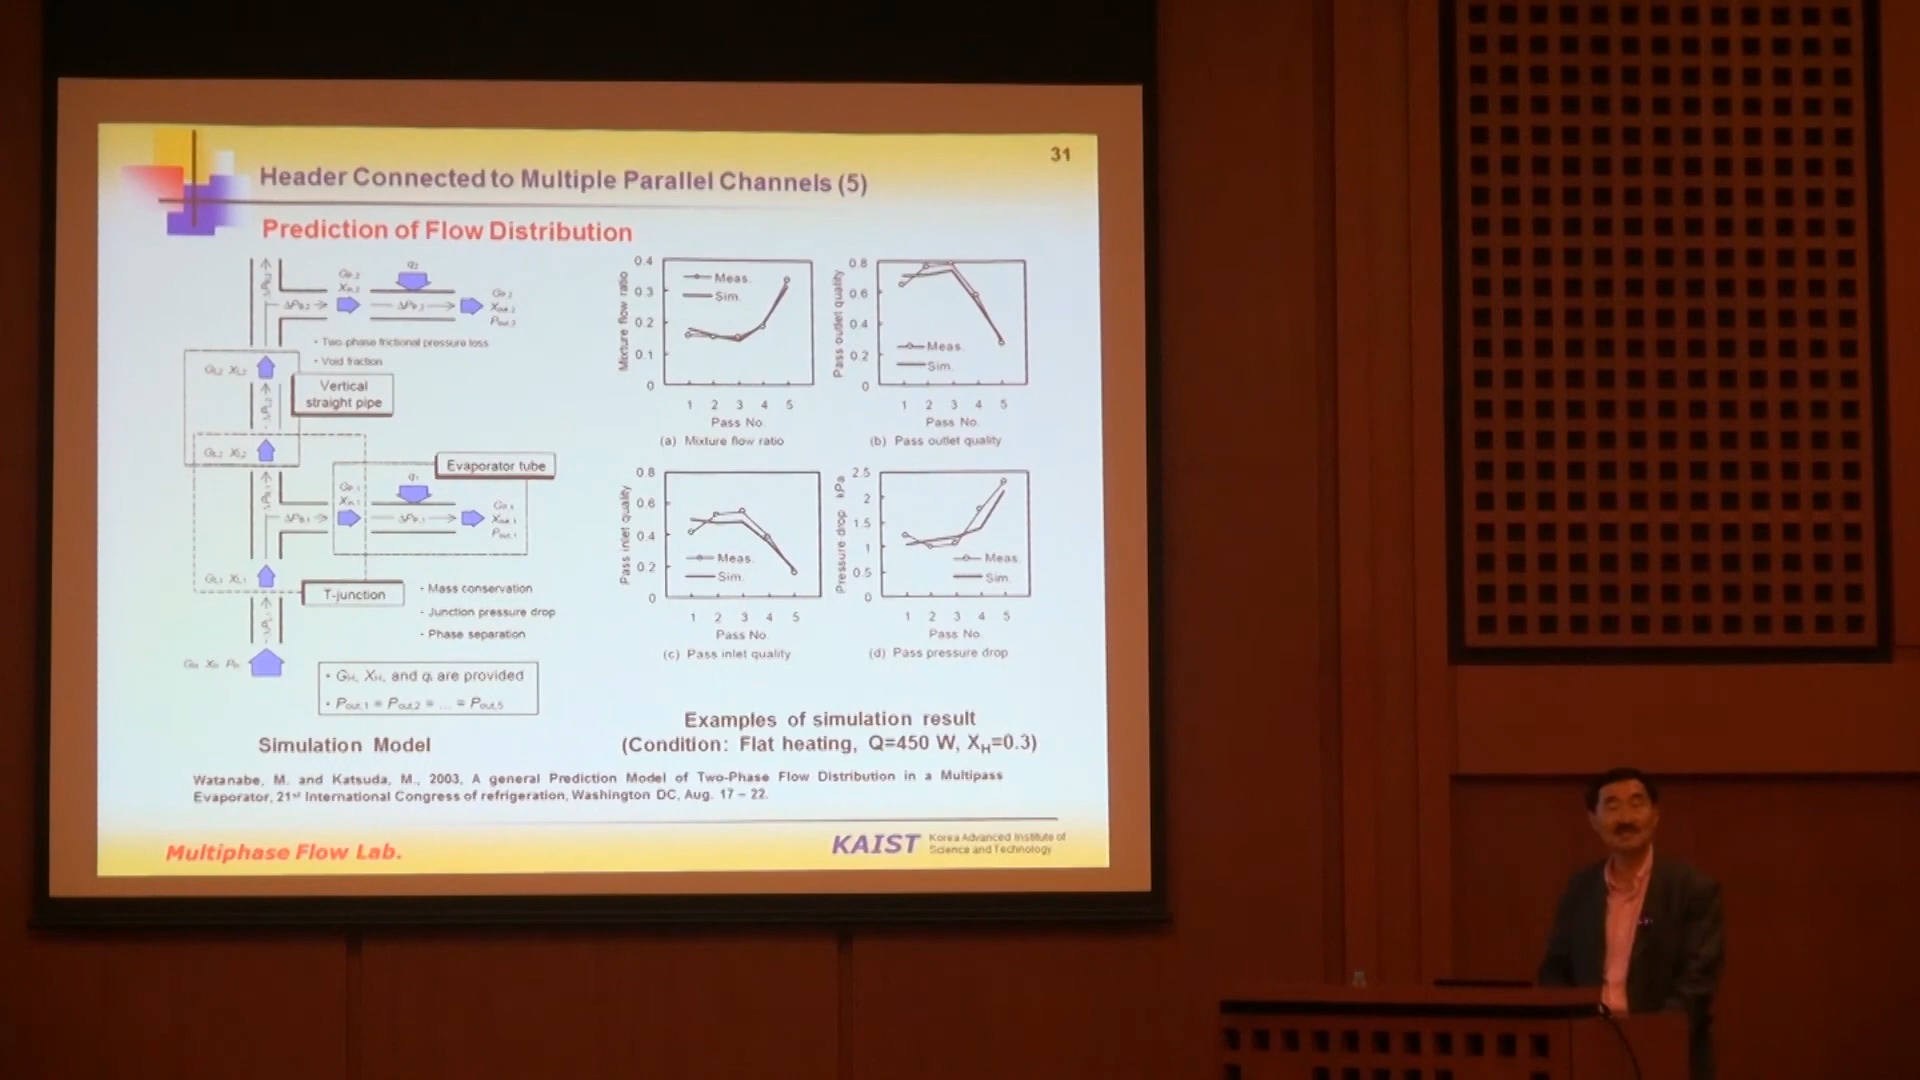 31
Header Connected to Multiple Parallel Channels (5)
Prediction of Flow Distribution
• Two phase frictional pressure loss
• Void fraction
Vertical
straight pipe
Evaporator tube
T-junction
• Mass conservation
• Junction pressure drop
• Phase separation
• GH, XH, and qi are provided
• Pout,1 = Pout,2 = ... = Pout,5
Simulation Model
Mixture flow ratio
0.4
0.3
0.2
0.1
0
Meas.
Sim.
1 2 3 4 5
Pass No.
(a) Mixture flow ratio
Pass outlet quality
0.8
0.6
0.4
0.2
0
Meas.
Sim.
1 2 3 4 5
Pass No.
(b) Pass outlet quality
Pass inlet quality
0.8
0.6
0.4
0.2
0
Meas.
Sim.
1 2 3 4 5
Pass No.
(c) Pass inlet quality
Pressure drop kPa
2.5
2
1.5
1
0.5
0
Meas.
Sim.
1 2 3 4 5
Pass No.
(d) Pass pressure drop
Examples of simulation result
(Condition: Flat heating, Q=450 W, XH=0.3)
Watanabe, M. and Katsuda, M., 2003, A general Prediction Model of Two-Phase Flow Distribution in a Multipass
Evaporator, 21st International Congress of refrigeration, Washington DC, Aug. 17 – 22.
Multiphase Flow Lab.
KAIST
Korea Advanced Institute of
Science and Technology